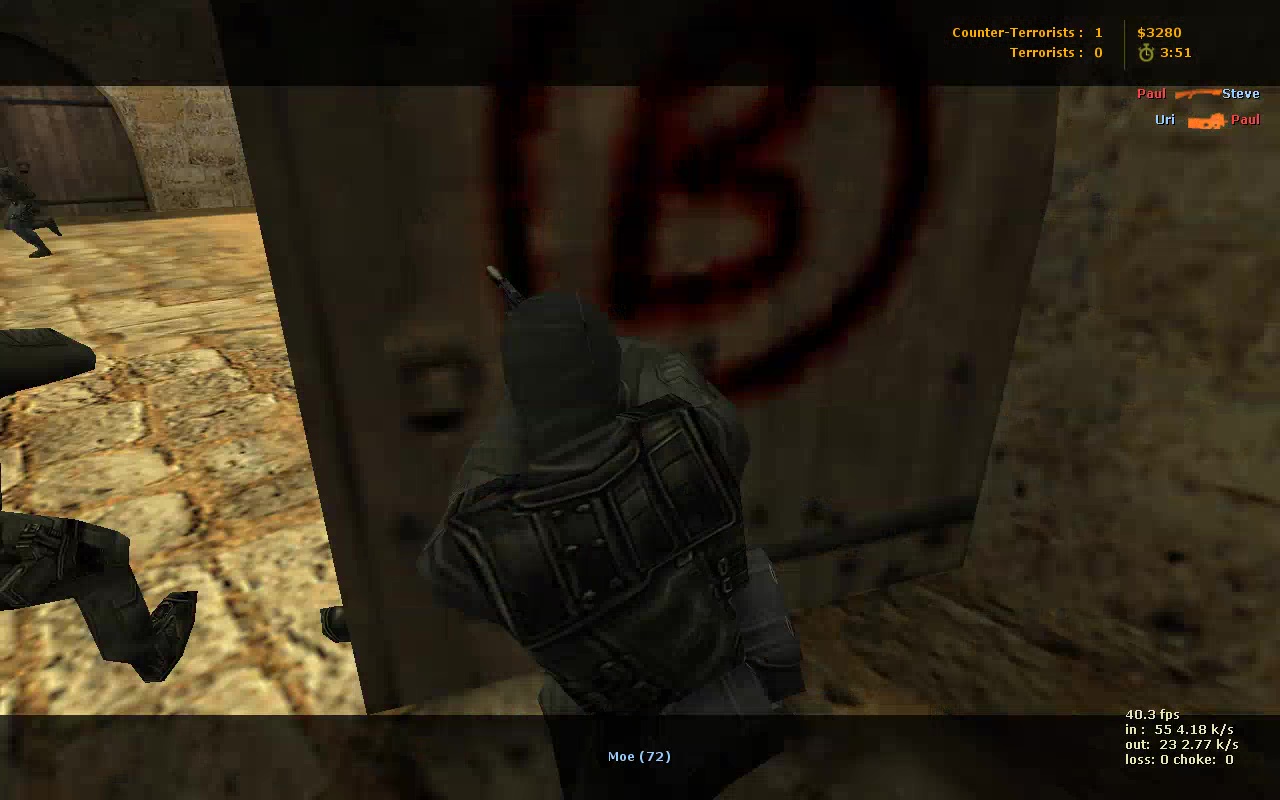 Counter-Terrorists : 1 $3280
Terrorists : 0 3:51
Paul Steve
Uri Paul
B
40.3 fps
in : 55 4.18 k/s
out: 23 2.77 k/s
loss: 0 choke: 0
Moe (72)